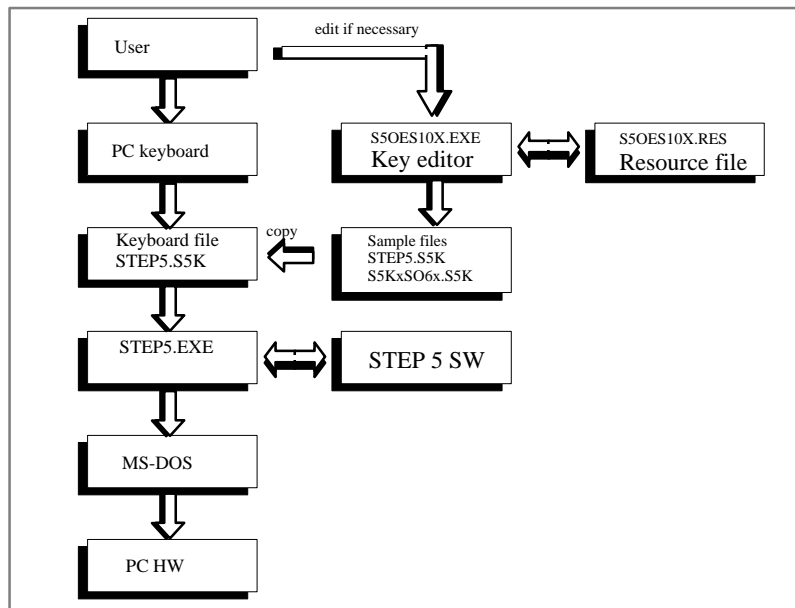 User
edit if necessary
PC keyboard
S5OES10X.EXE
Key editor
S5OES10X.RES
Resource file
Keyboard file
STEP5.S5K
copy
Sample files
STEP5.S5K
S5KxSO6x.S5K
STEP5.EXE
STEP 5 SW
MS-DOS
PC HW